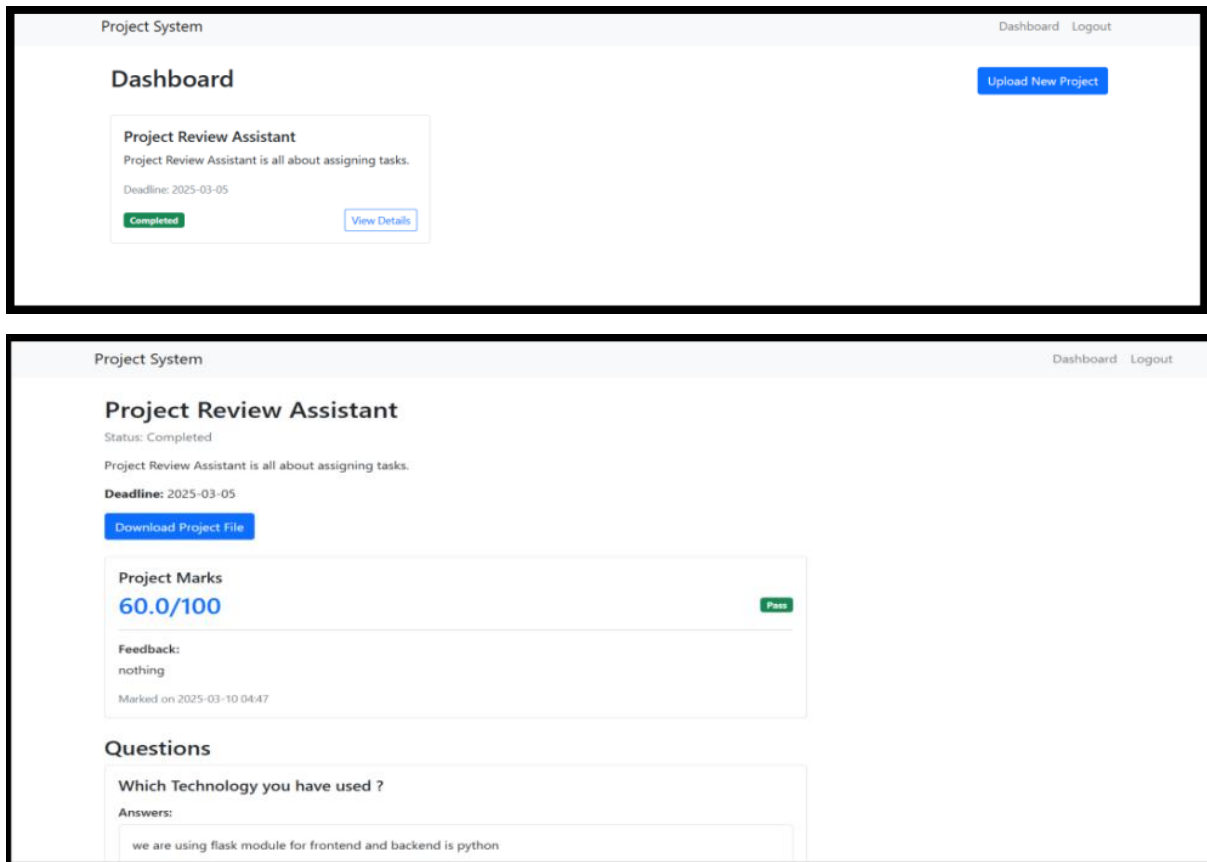 Project System
Dashboard Logout
Dashboard
Upload New Project
Project Review Assistant
Project Review Assistant is all about assigning tasks.
Deadline: 2025-03-05
Completed
View Details
Project System
Dashboard Logout
Project Review Assistant
Status: Completed
Project Review Assistant is all about assigning tasks.
Deadline: 2025-03-05
Download Project File
Project Marks
60.0/100
Pass
Feedback:
nothing
Marked on 2025-03-10 04:47
Questions
Which Technology you have used ?
Answers:
we are using flask module for frontend and backend is python